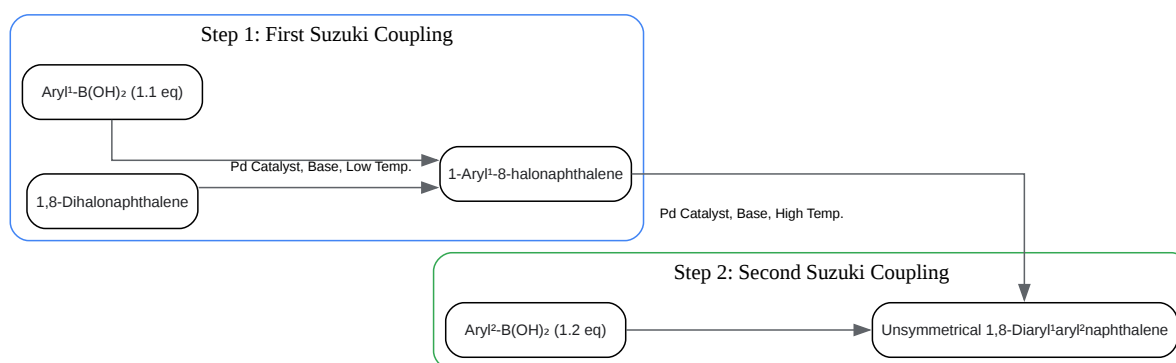 Step 1: First Suzuki Coupling
Aryl¹-B(OH)₂ (1.1 eq)
Pd Catalyst, Base, Low Temp.
1-Aryl¹-8-halonaphthalene
1,8-Dihalonaphthalene
Pd Catalyst, Base, High Temp.
Step 2: Second Suzuki Coupling
Aryl²-B(OH)₂ (1.2 eq)
Unsymmetrical 1,8-Diaryl¹aryl²naphthalene